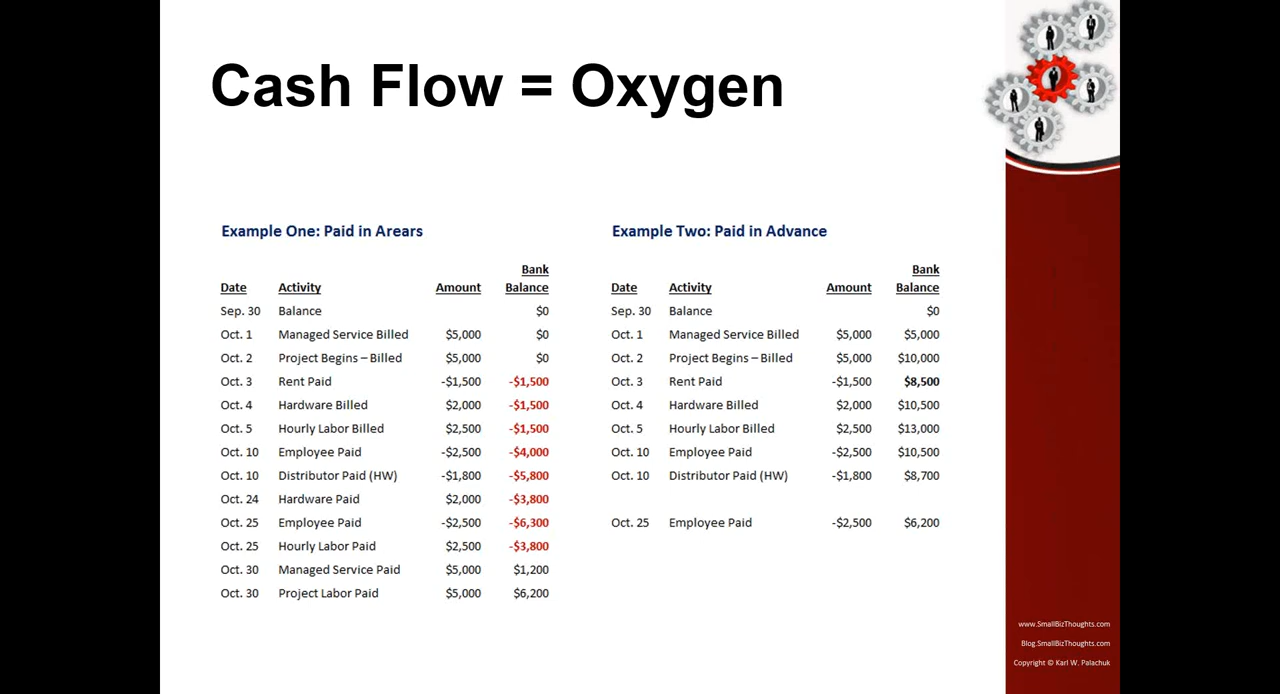 Cash Flow = Oxygen
Example One: Paid in Arears
Bank
Date Activity Amount Balance
Sep. 30 Balance $0
Oct. 1 Managed Service Billed $5,000 $0
Oct. 2 Project Begins – Billed $5,000 $0
Oct. 3 Rent Paid -$1,500 -$1,500
Oct. 4 Hardware Billed $2,000 -$1,500
Oct. 5 Hourly Labor Billed $2,500 -$1,500
Oct. 10 Employee Paid -$2,500 -$4,000
Oct. 10 Distributor Paid (HW) -$1,800 -$5,800
Oct. 24 Hardware Paid $2,000 -$3,800
Oct. 25 Employee Paid -$2,500 -$6,300
Oct. 25 Hourly Labor Paid $2,500 -$3,800
Oct. 30 Managed Service Paid $5,000 $1,200
Oct. 30 Project Labor Paid $5,000 $6,200
Example Two: Paid in Advance
Bank
Date Activity Amount Balance
Sep. 30 Balance $0
Oct. 1 Managed Service Billed $5,000 $5,000
Oct. 2 Project Begins – Billed $5,000 $10,000
Oct. 3 Rent Paid -$1,500 $8,500
Oct. 4 Hardware Billed $2,000 $10,500
Oct. 5 Hourly Labor Billed $2,500 $13,000
Oct. 10 Employee Paid -$2,500 $10,500
Oct. 10 Distributor Paid (HW) -$1,800 $8,700
Oct. 25 Employee Paid -$2,500 $6,200
www.SmallBizThoughts.com
Blog.SmallBizThoughts.com
Copyright © Karl W. Palachuk